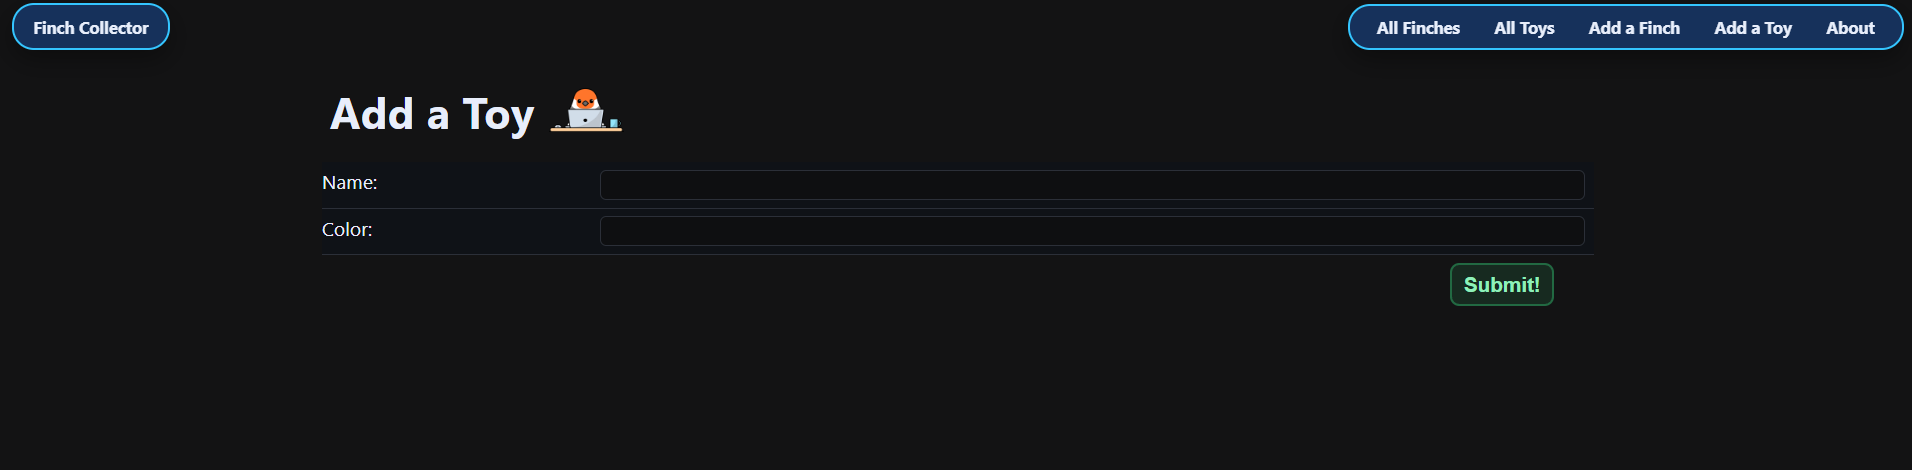 Finch Collector
All Finches All Toys Add a Finch Add a Toy About
Add a Toy
Name:
Color:
Submit!